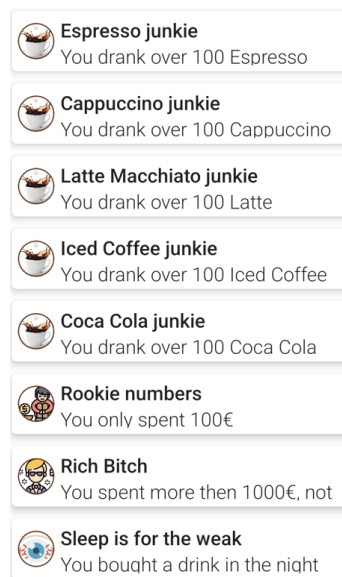 Espresso junkie
You drank over 100 Espresso
Cappuccino junkie
You drank over 100 Cappuccino
Latte Macchiato junkie
You drank over 100 Latte
Iced Coffee junkie
You drank over 100 Iced Coffee
Coca Cola junkie
You drank over 100 Coca Cola
Rookie numbers
You only spent 100€
Rich Bitch
You spent more then 1000€, not
Sleep is for the weak
You bought a drink in the night